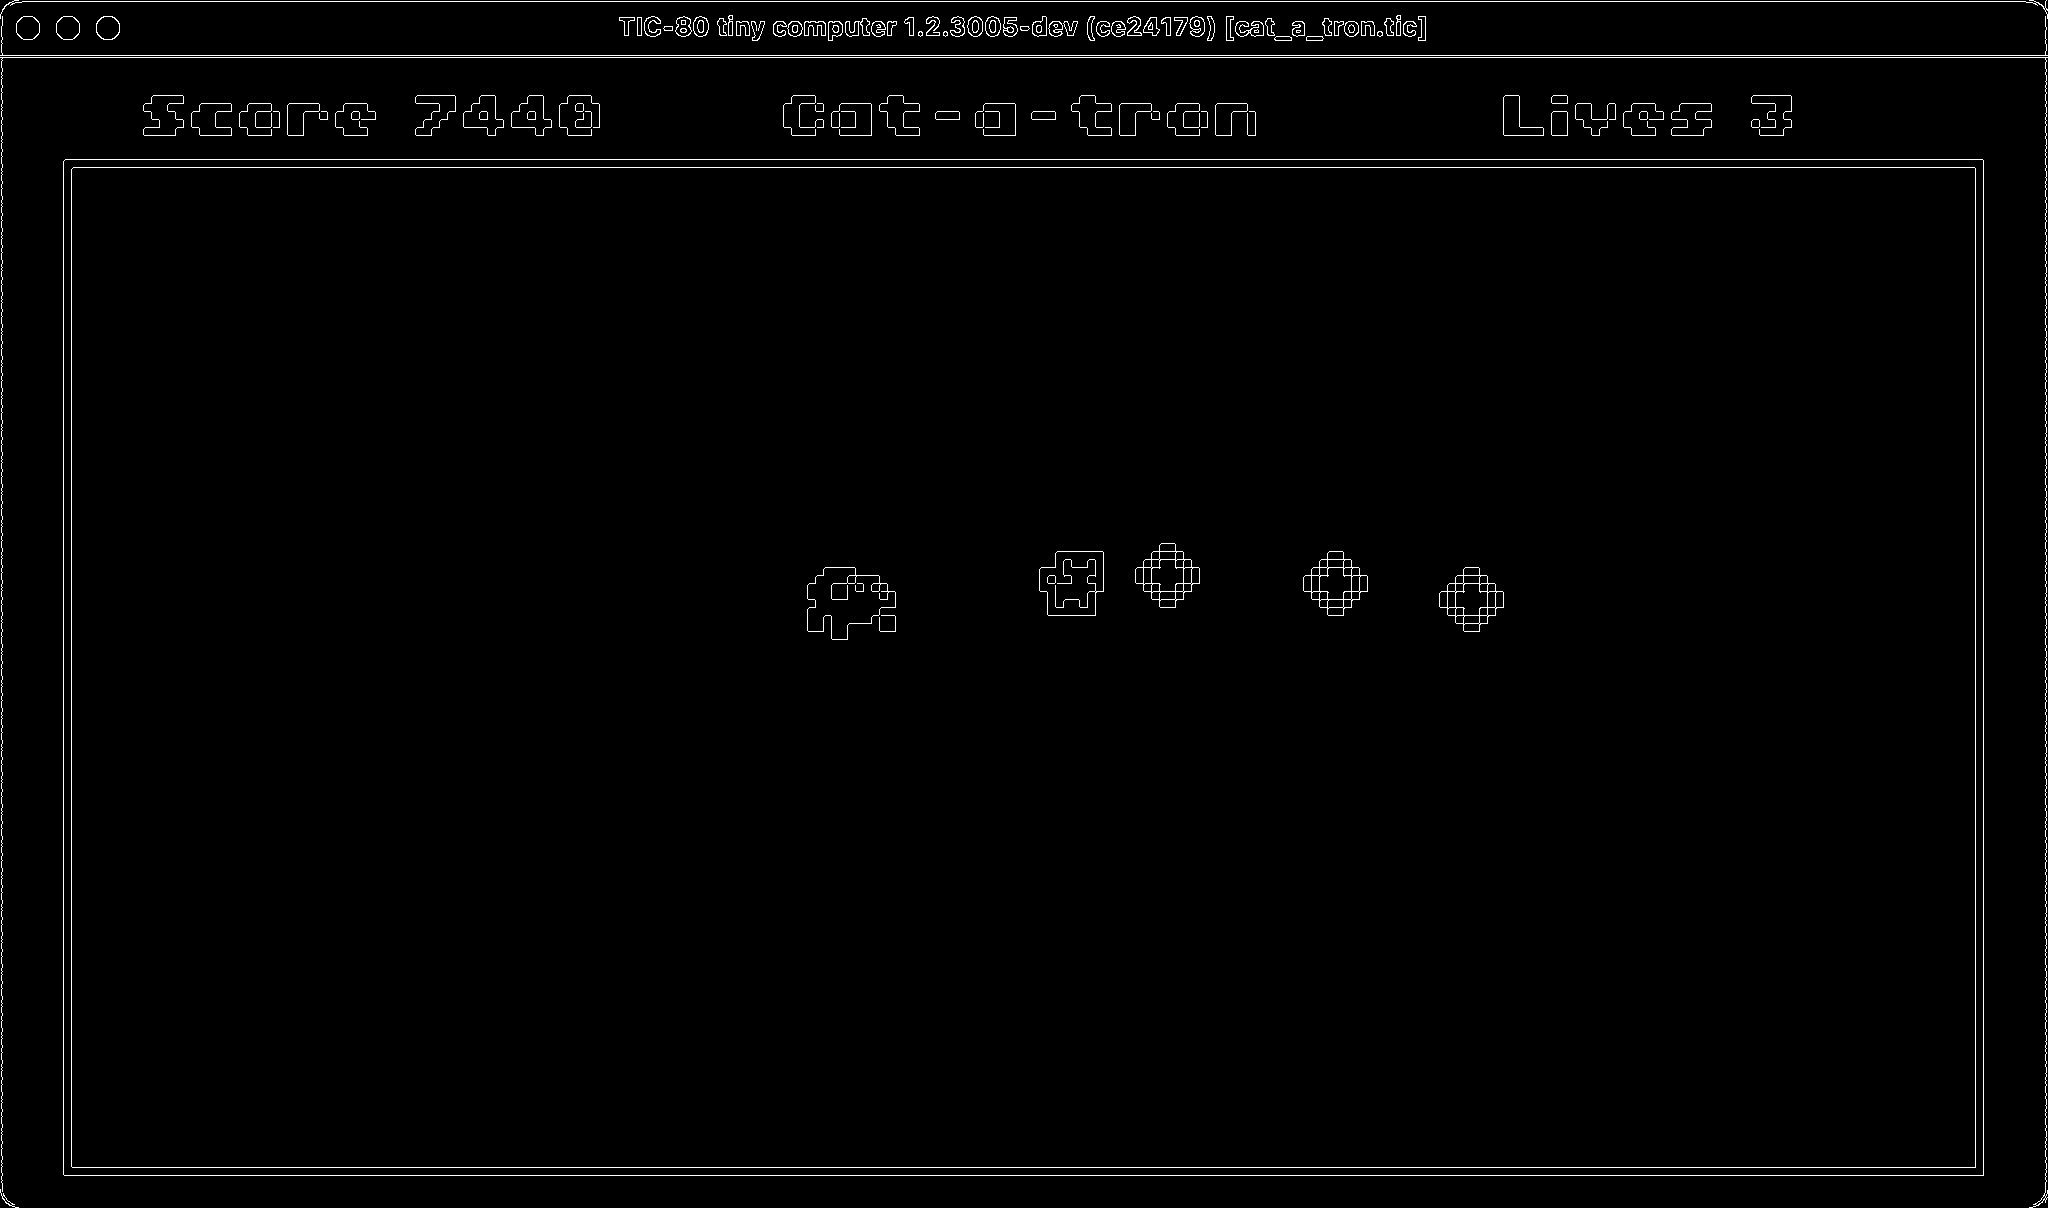 TIC-80 tiny computer 1.2.3005-dev (ce24179) [cat_a_tron.tic]
Score 7440 Cat-a-tron Lives 3